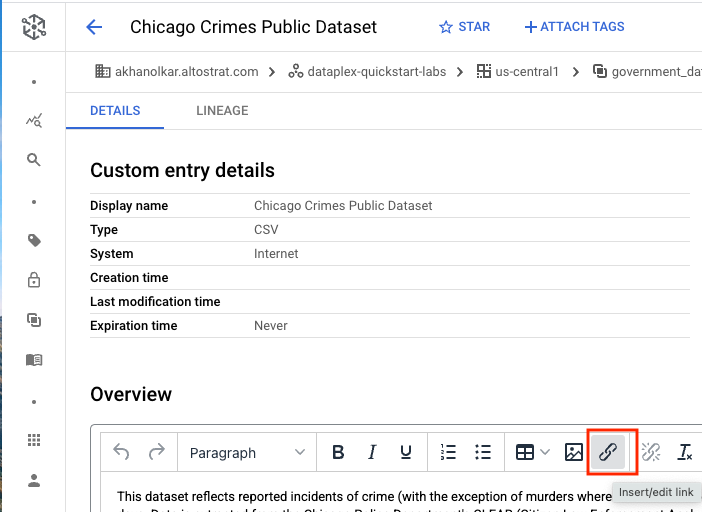 Chicago Crimes Public Dataset STAR ATTACH TAGS
akhanolkar.altostrat.com dataplex-quickstart-labs us-central1 government_dat
DETAILS LINEAGE
Custom entry details
Display name Chicago Crimes Public Dataset
Type CSV
System Internet
Creation time
Last modification time
Expiration time Never
Overview
Paragraph B I U
Insert/edit link
This dataset reflects reported incidents of crime (with the exception of murders where